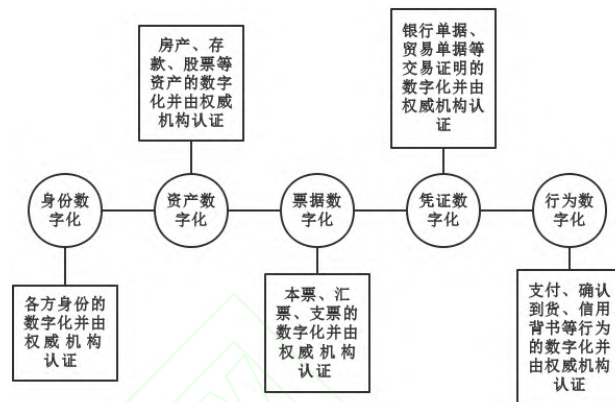 房产、存
款、股票等
资产的数字
化并由权威
机构认证
银行单据、
贸易单据等
交易证明的
数字化并由
权威机构认
证
身份数
字化
资产数
字化
票据数
字化
凭证数
字化
行为数
字化
各方身份的
数字化并由
权威机构
认证
本票、汇
票、支票的
数字化并由
权威机构
认证
支付、确认
到货、信用
背书等行为
的数字化并
由权威机构
认证